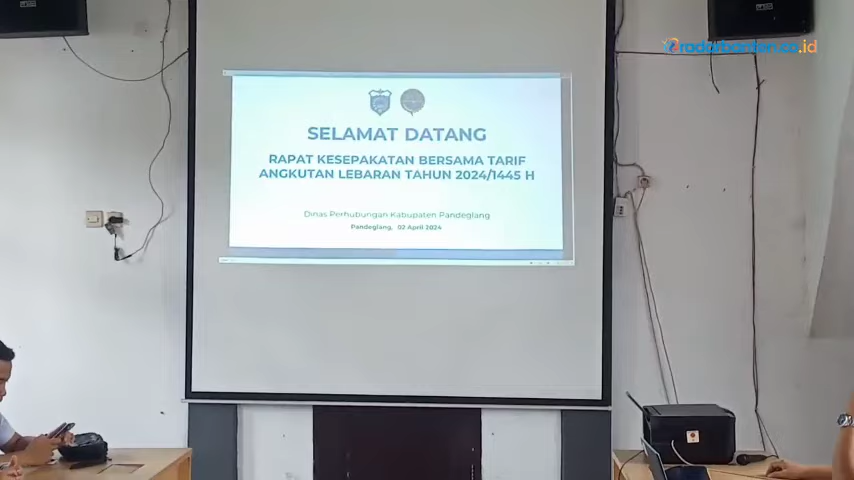 radarbanten.co.id
SELAMAT DATANG
RAPAT KESEPAKATAN BERSAMA TARIF
ANGKUTAN LEBARAN TAHUN 2024/1445 H
Dinas Perhubungan Kabupaten Pandeglang
Pandeglang, 02 April 2024